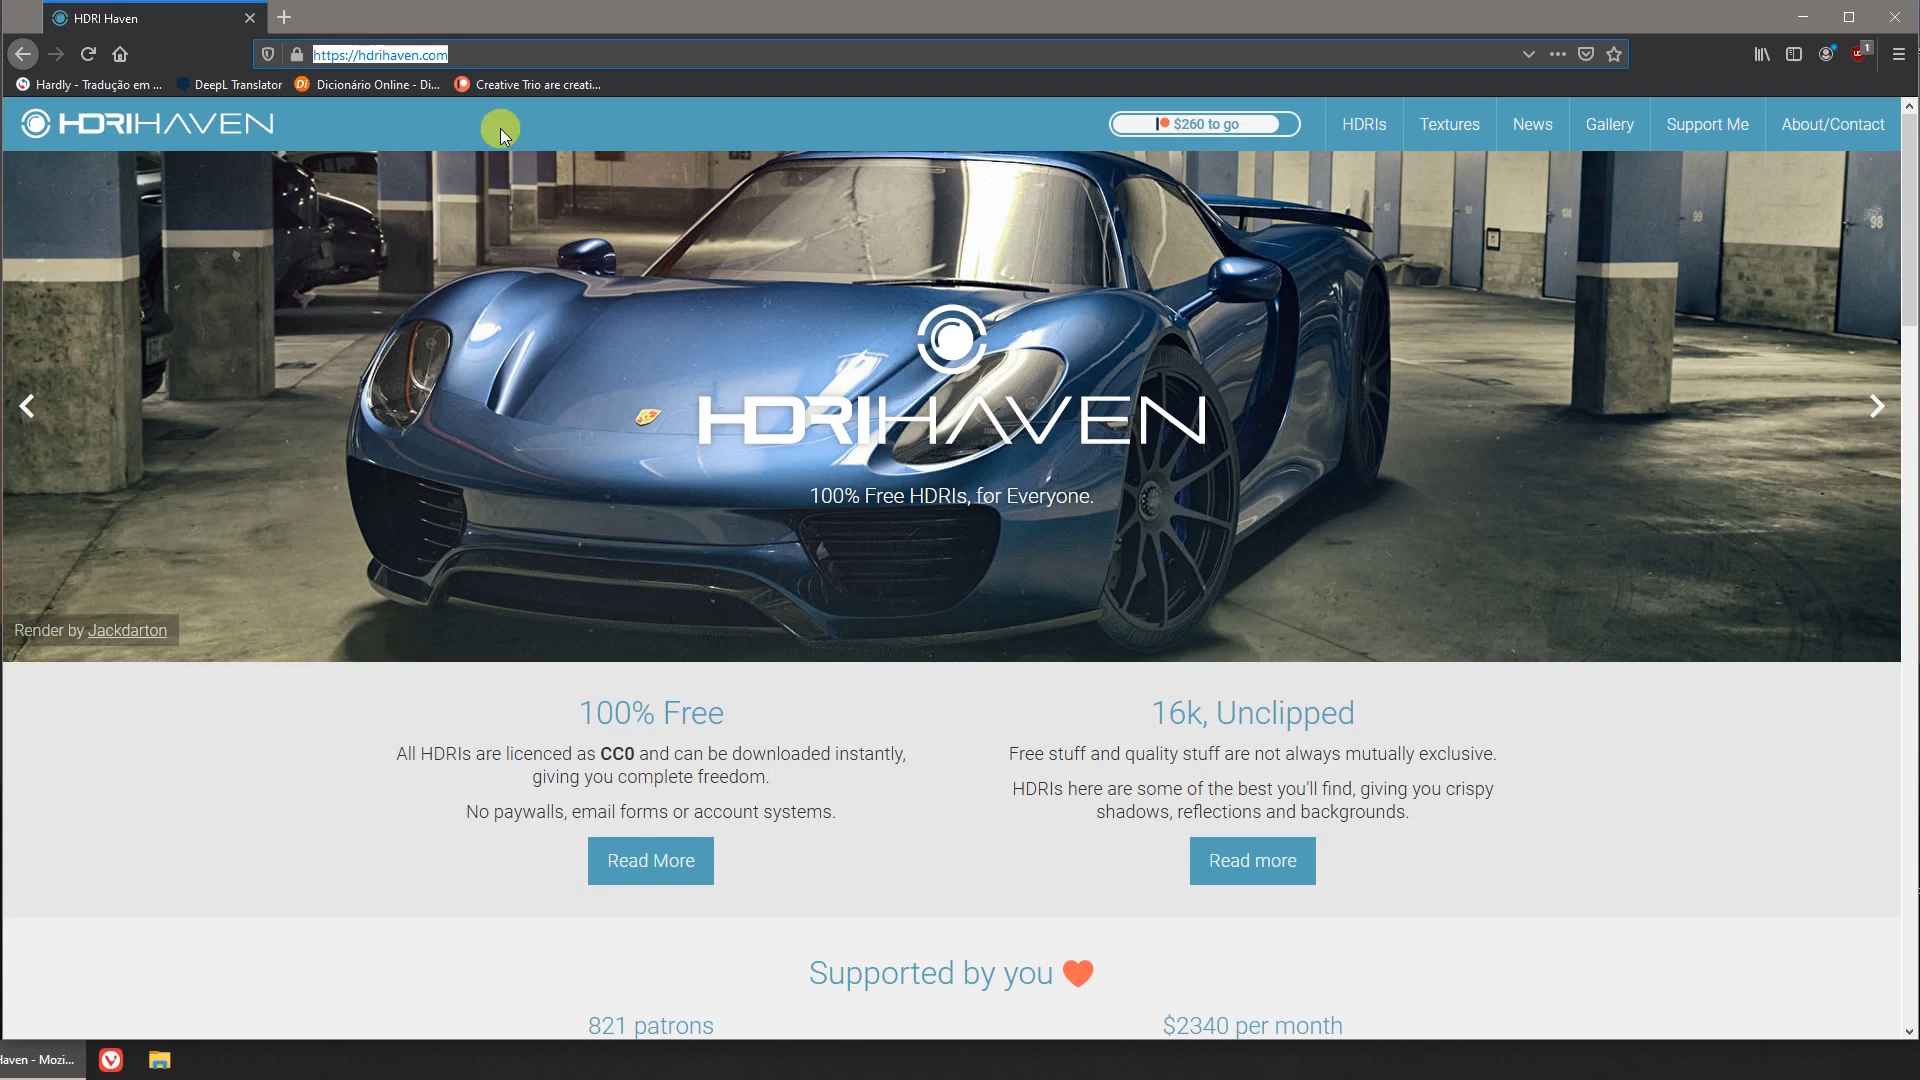 HDRI Haven
https://hdrihaven.com
1
Hardly - Tradução em ...
DeepL Translator
Dicionário Online - Di...
Creative Trio are creati...
HDRIHAVEN
$260 to go
HDRIs
Textures
News
Gallery
Support Me
About/Contact
99
98
HDRIHAVEN
100% Free HDRIs, for Everyone.
Render by Jackdarton
100% Free
All HDRIs are licenced as CC0 and can be downloaded instantly,
giving you complete freedom.
No paywalls, email forms or account systems.
Read More
16k, Unclipped
Free stuff and quality stuff are not always mutually exclusive.
HDRIs here are some of the best you'll find, giving you crispy
shadows, reflections and backgrounds.
Read more
Supported by you
821 patrons
$2340 per month
Haven - Mozi...